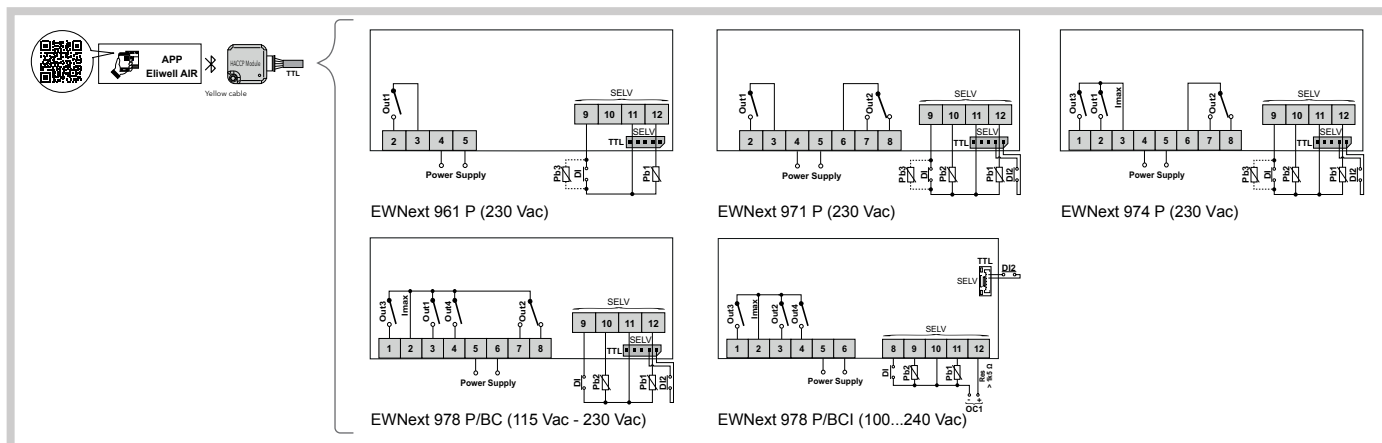 APP
Eliwell AIR
HACCP Module
TTL
Yellow cable
Out1
2 3 4 5
Power Supply
SELV
9 10 11 12
SELV
TTL
Pb3
DI
Pb1
EWNext 961 P (230 Vac)
Out1
Out2
2 3 4 5 6 7 8
Power Supply
SELV
9 10 11 12
SELV
TTL
Pb3
DI
Pb2
Pb1
DI2
EWNext 971 P (230 Vac)
Out3
Out1
Imax
Out2
1 2 3 4 5 6 7 8
Power Supply
SELV
9 10 11 12
SELV
TTL
Pb3
DI
Pb2
Pb1
DI2
EWNext 974 P (230 Vac)
Out3
Imax
Out1
Out4
Out2
1 2 3 4 5 6 7 8
Power Supply
SELV
9 10 11 12
SELV
TTL
DI
Pb2
Pb1
DI2
EWNext 978 P/BC (115 Vac - 230 Vac)
TTL
SELV
DI2
Out3
Imax
Out2
Out4
1 2 3 4 5 6
Power Supply
SELV
8 9 10 11 12
DI
Pb2
Pb1
Res
> 1k5 Ω
- +
OC1
EWNext 978 P/BCI (100...240 Vac)